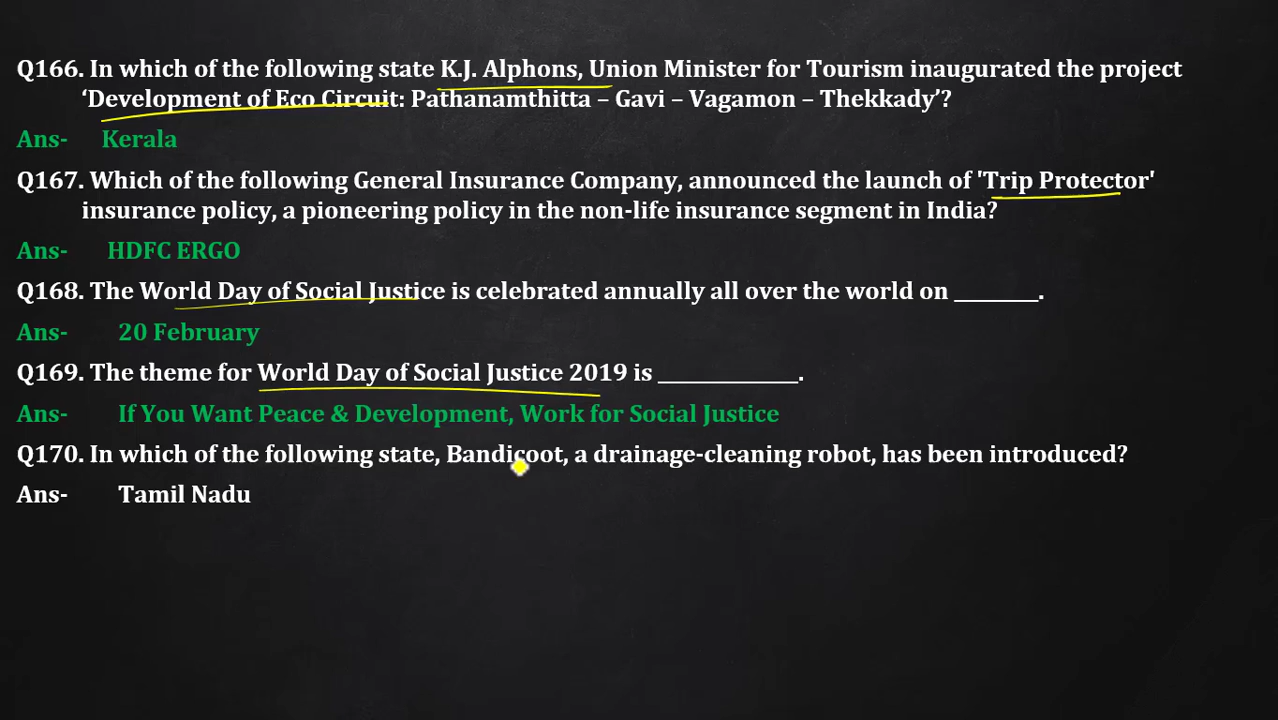 Q166. In which of the following state K.J. Alphons, Union Minister for Tourism inaugurated the project
‘Development of Eco Circuit: Pathanamthitta – Gavi – Vagamon – Thekkady’?
Ans- Kerala
Q167. Which of the following General Insurance Company, announced the launch of 'Trip Protector'
insurance policy, a pioneering policy in the non-life insurance segment in India?
Ans- HDFC ERGO
Q168. The World Day of Social Justice is celebrated annually all over the world on ________.
Ans- 20 February
Q169. The theme for World Day of Social Justice 2019 is _____________.
Ans- If You Want Peace & Development, Work for Social Justice
Q170. In which of the following state, Bandicoot, a drainage-cleaning robot, has been introduced?
Ans- Tamil Nadu